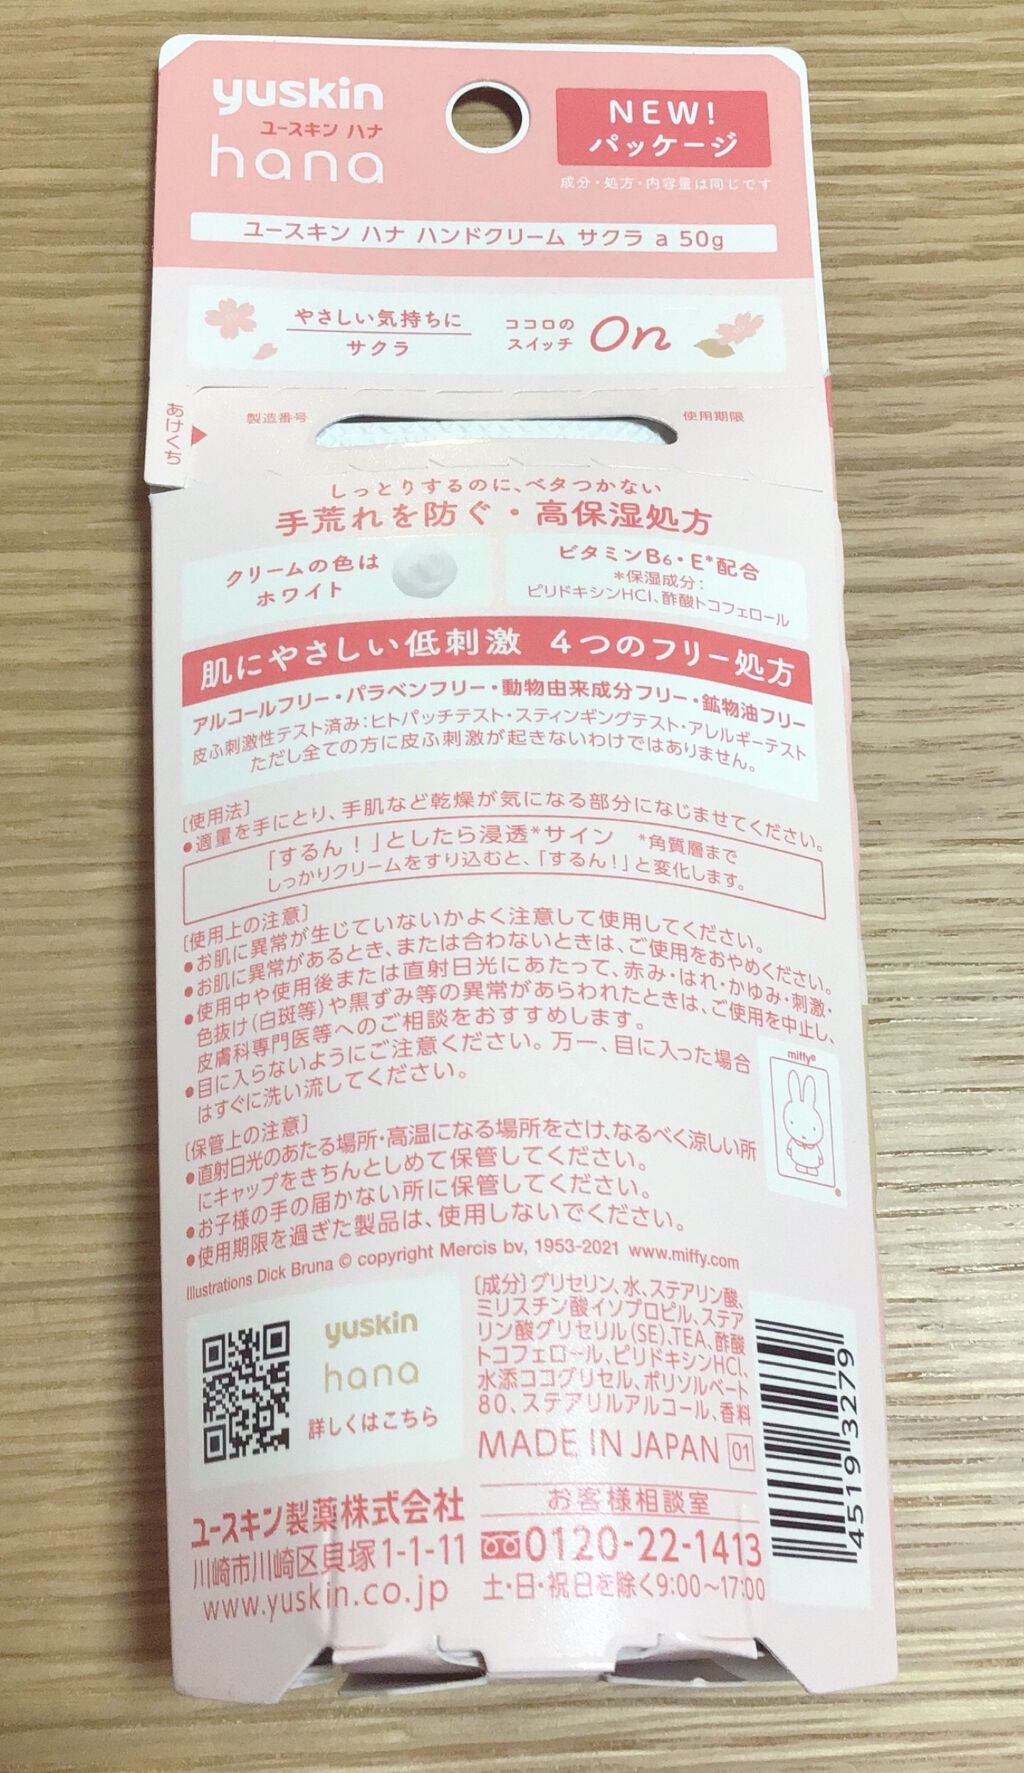 yuskin
ユースキン ハナ
hana
NEW!
パッケージ
成分・処方・内容量は同じです
ユースキン ハナ ハンドクリーム サクラ a 50g
やさしい気持ちに
サクラ
ココロの
スイッチ
On
あけくち
製造番号
使用期限
しっとりするのに、ベタつかない
手荒れを防ぐ・高保湿処方
クリームの色は
ホワイト
ビタミンB6・E*配合
*保湿成分：
ピリドキシンHCl、酢酸トコフェロール
肌にやさしい低刺激 4つのフリー処方
アルコールフリー・パラベンフリー・動物由来成分フリー・鉱物油フリー
皮ふ刺激性テスト済み：ヒトパッチテスト・スティンギングテスト・アレルギーテスト
ただし全ての方に皮ふ刺激が起きないわけではありません。
〔使用法〕
●適量を手にとり、手肌など乾燥が気になる部分になじませてください。
「するん！」としたら浸透*サイン *角質層まで
しっかりクリームをすり込むと、「するん！」と変化します。
〔使用上の注意〕
●お肌に異常が生じていないかよく注意して使用してください。
●お肌に異常があるとき、または合わないときは、ご使用をおやめください。
●使用中や使用後または直射日光にあたって、赤み・はれ・かゆみ・刺激・
色抜け（白斑等）や黒ずみ等の異常があらわれたときは、ご使用を中止し、
皮膚科専門医等へのご相談をおすすめします。
●目に入らないようにご注意ください。万一、目に入った場合
はすぐに洗い流してください。
miffy®
〔保管上の注意〕
●直射日光のあたる場所・高温になる場所をさけ、なるべく涼しい所
にキャップをきちんとしめて保管してください。
●お子様の手の届かない所に保管してください。
●使用期限を過ぎた製品は、使用しないでください。
Illustrations Dick Bruna © copyright Mercis bv, 1953-2021 www.miffy.com
yuskin
hana
詳しくはこちら
〔成分〕グリセリン、水、ステアリン酸、
ミリスチン酸イソプロピル、ステア
リン酸グリセリル（SE）、TEA、酢酸
トコフェロール、ピリドキシンHCl、
水添ココグリセリル、ポリソルベート
80、ステアリルアルコール、香料
MADE IN JAPAN 01
4519 3279
ユースキン製薬株式会社
川崎市川崎区貝塚1-1-11
www.yuskin.co.jp
お客様相談室
0120-22-1413
土・日・祝日を除く9:00〜17:00